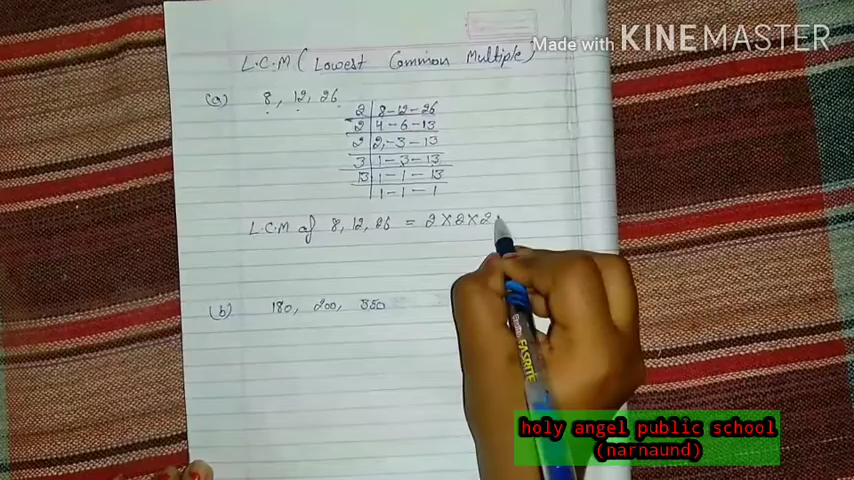 Made with KINEMASTER
L.C.M ( Lowest Common Multiple )
(a) 8, 12, 26
2 | 8 - 12 - 26
2 | 4 - 6 - 13
2 | 2 - 3 - 13
3 | 1 - 3 - 13
13 | 1 - 1 - 13
| 1 - 1 - 1
L.C.M of 8, 12, 26 = 2 X 2 X 2
(b) 180, 200, 350
FASRITE
holy angel public school
(narnaund)